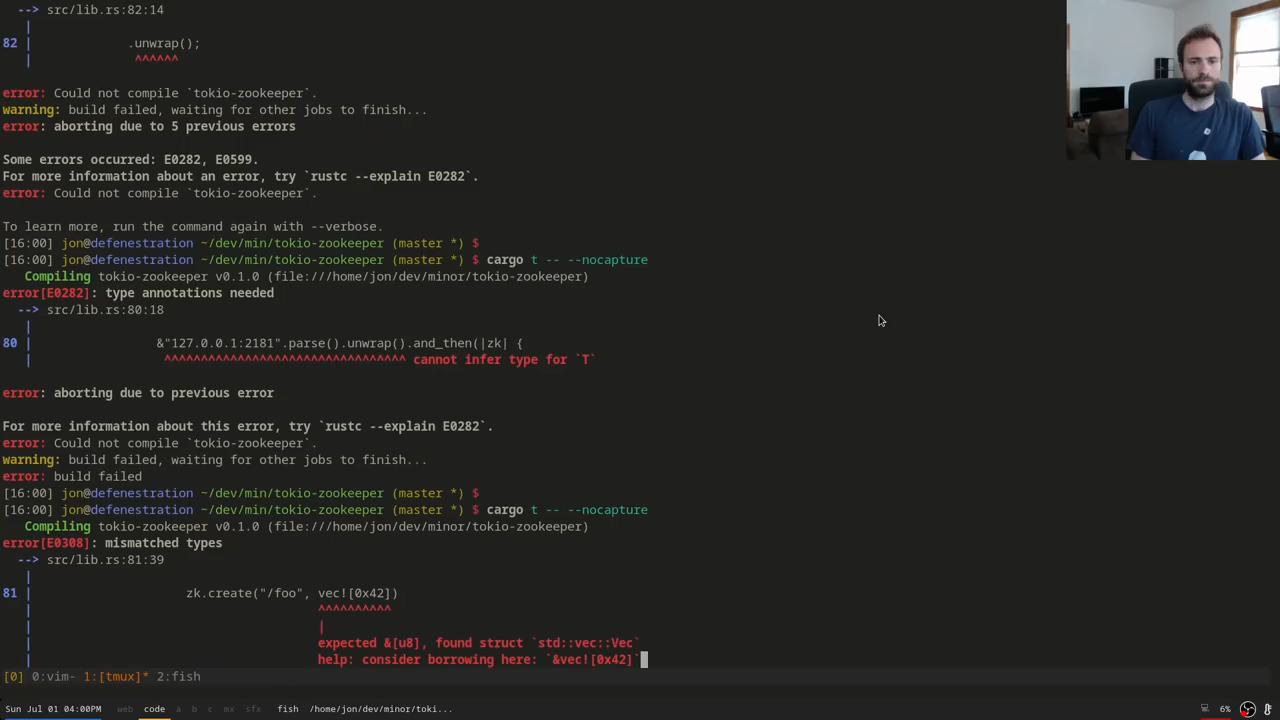 --> src/lib.rs:82:14
|
82 | .unwrap();
| ^^^^^^
error: Could not compile `tokio-zookeeper`.
warning: build failed, waiting for other jobs to finish...
error: aborting due to 5 previous errors
Some errors occurred: E0282, E0599.
For more information about an error, try `rustc --explain E0282`.
error: Could not compile `tokio-zookeeper`.
To learn more, run the command again with --verbose.
[16:00] jon@defenestration ~/dev/min/tokio-zookeeper (master *) $
[16:00] jon@defenestration ~/dev/min/tokio-zookeeper (master *) $ cargo t -- --nocapture
Compiling tokio-zookeeper v0.1.0 (file:///home/jon/dev/minor/tokio-zookeeper)
error[E0282]: type annotations needed
--> src/lib.rs:80:18
|
80 | &"127.0.0.1:2181".parse().unwrap().and_then(|zk| {
| ^^^^^^^^^^^^^^^^^^^^^^^^^^^^^^^^^ cannot infer type for `T`
error: aborting due to previous error
For more information about this error, try `rustc --explain E0282`.
error: Could not compile `tokio-zookeeper`.
warning: build failed, waiting for other jobs to finish...
error: build failed
[16:00] jon@defenestration ~/dev/min/tokio-zookeeper (master *) $
[16:00] jon@defenestration ~/dev/min/tokio-zookeeper (master *) $ cargo t -- --nocapture
Compiling tokio-zookeeper v0.1.0 (file:///home/jon/dev/minor/tokio-zookeeper)
error[E0308]: mismatched types
--> src/lib.rs:81:39
|
81 | zk.create("/foo", vec![0x42])
| ^^^^^^^^^^
| |
| expected &[u8], found struct `std::vec::Vec`
| help: consider borrowing here: `&vec![0x42]`
[0] 0:vim- 1:[tmux]* 2:fish
Sun Jul 01 04:00PM web code a b c mx sfx fish /home/jon/dev/minor/toki... 6%